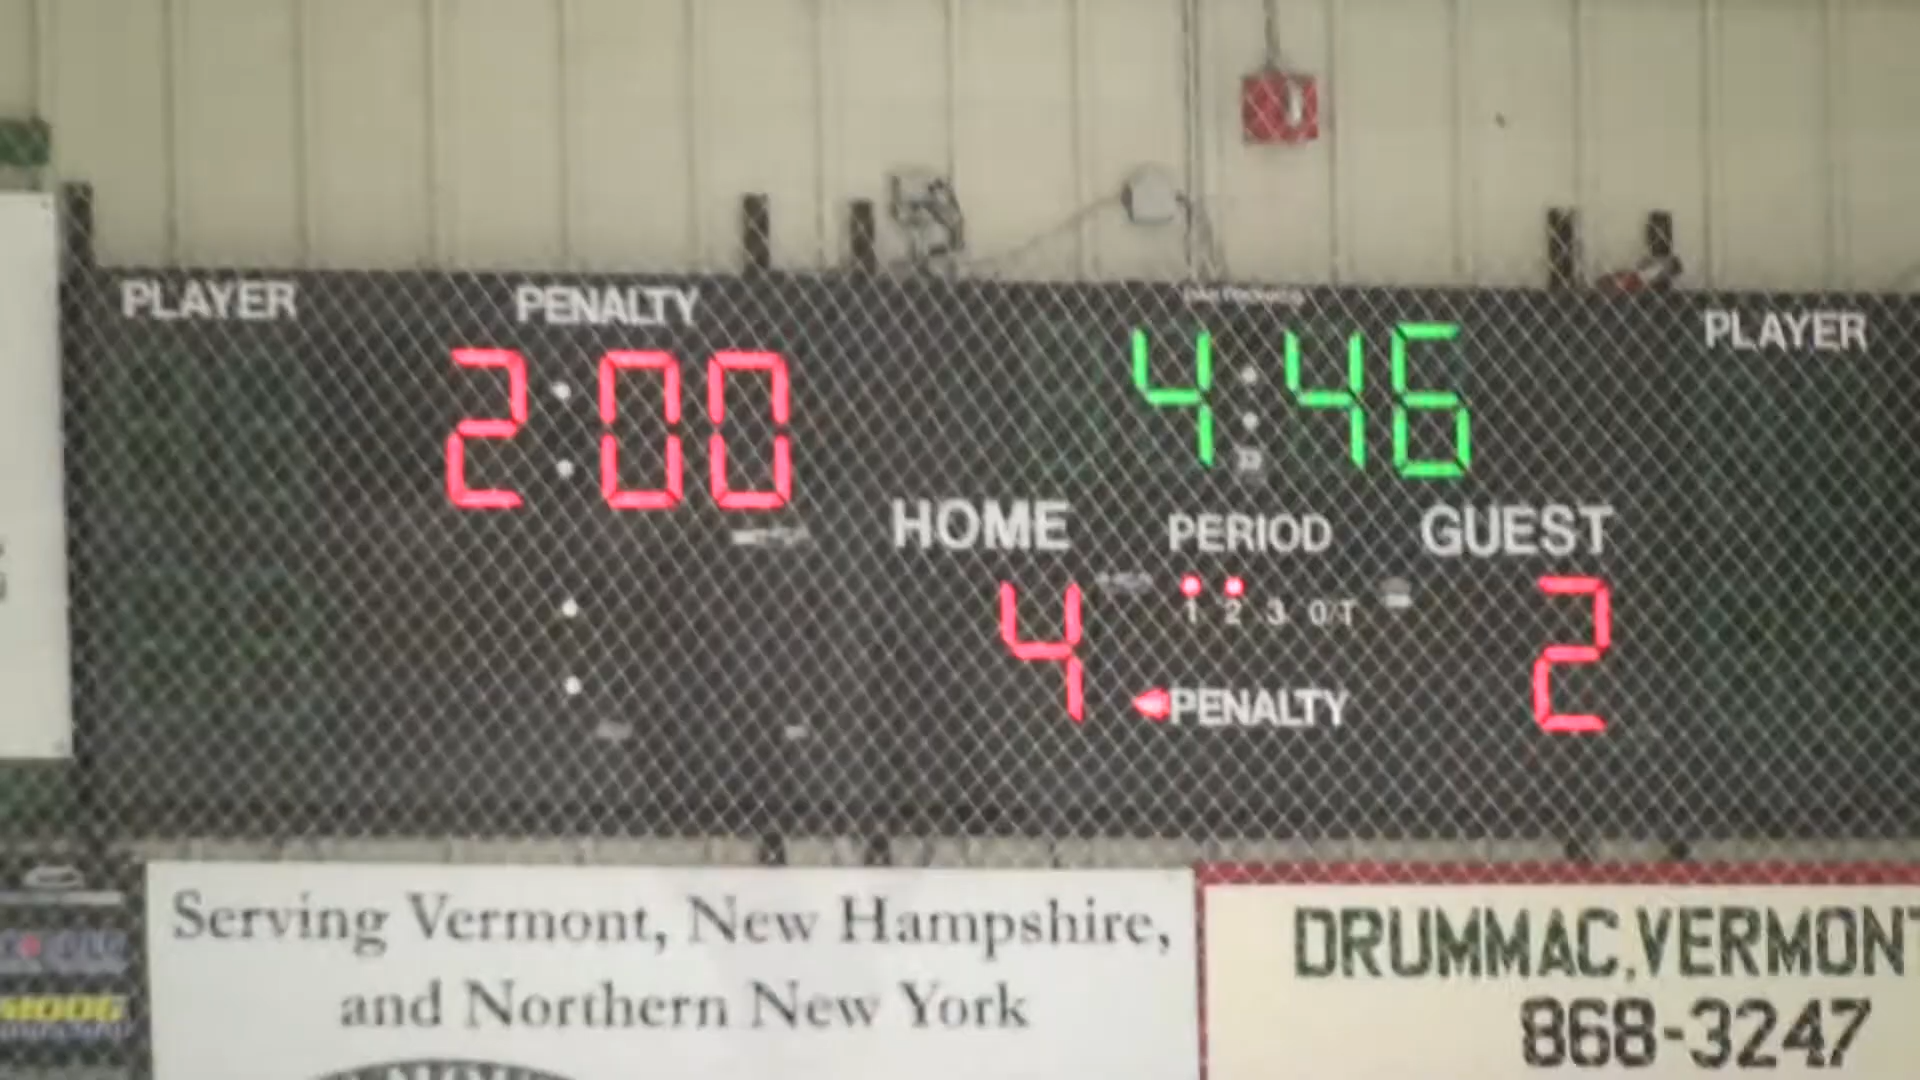 PLAYER PENALTY PLAYER
2:00 4:46
HOME PERIOD GUEST
4 1 2 3 O/T 2
PENALTY
Serving Vermont, New Hampshire,
and Northern New York
DRUMMAC, VERMONT
868-3247
MOOG